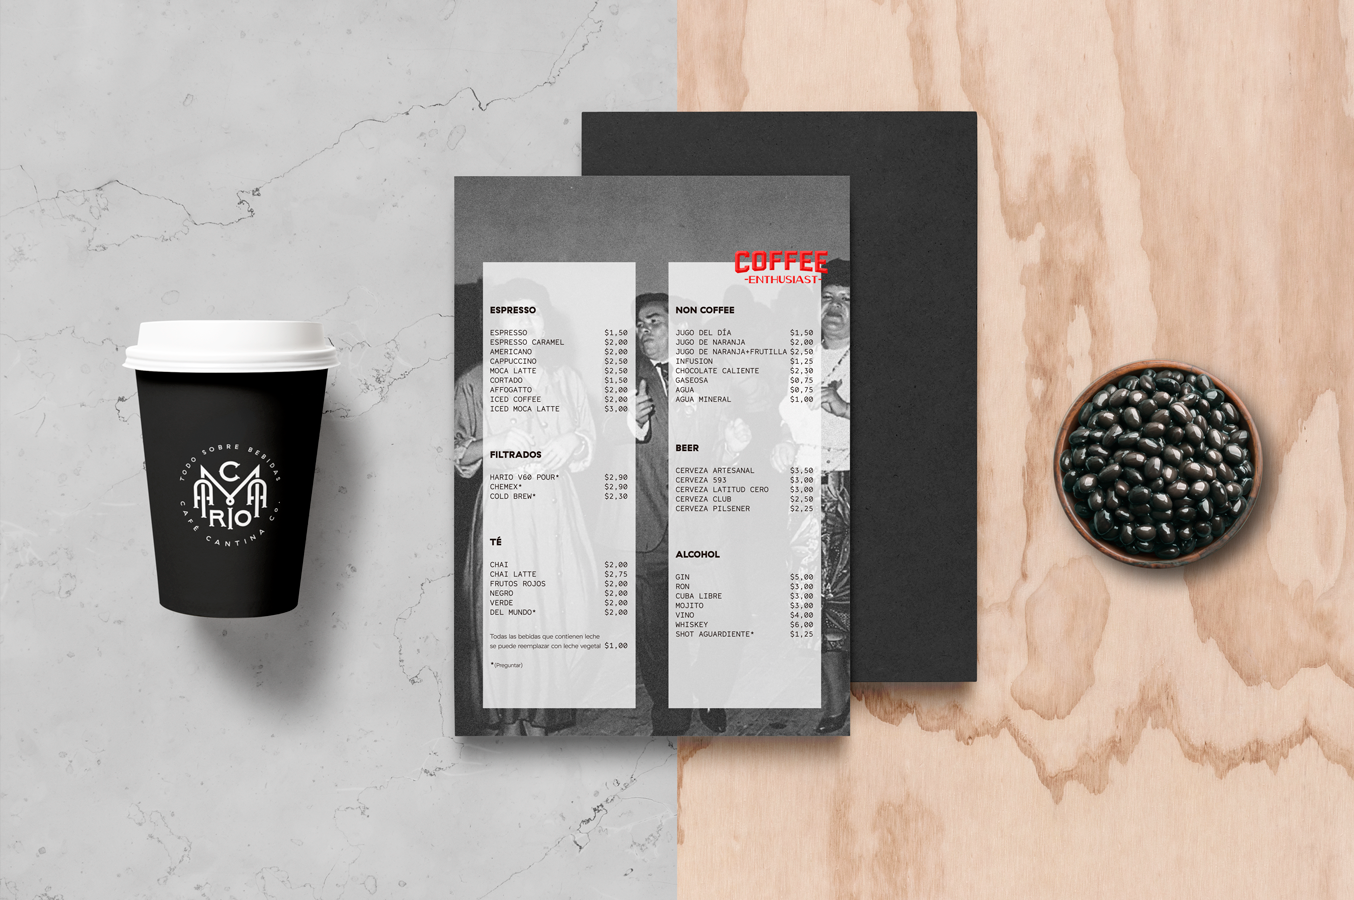 TODO SOBRE BEBIDAS
C
MA
RIO
CAFÉ CANTINA Co.
COFFEE
-ENTHUSIAST-
ESPRESSO
ESPRESSO $1,50
ESPRESSO CARAMEL $2,00
AMERICANO $2,00
CAPPUCCINO $2,50
MOCA LATTE $2,50
CORTADO $1,50
AFFOGATTO $2,00
ICED COFFEE $2,00
ICED MOCA LATTE $3,00
FILTRADOS
HARIO V60 POUR* $2,90
CHEMEX* $2,90
COLD BREW* $2,30
TÉ
CHAI $2,00
CHAI LATTE $2,75
FRUTOS ROJOS $2,00
NEGRO $2,00
VERDE $2,00
DEL MUNDO* $2,00
Todas las bebidas que contienen leche
se puede reemplazar con leche vegetal $1,00
*(Preguntar)
NON COFFEE
JUGO DEL DÍA $1,50
JUGO DE NARANJA $2,00
JUGO DE NARANJA+FRUTILLA $2,50
INFUSION $1,25
CHOCOLATE CALIENTE $2,30
GASEOSA $0,75
AGUA $0,75
AGUA MINERAL $1,00
BEER
CERVEZA ARTESANAL $3,50
CERVEZA 593 $3,00
CERVEZA LATITUD CERO $3,00
CERVEZA CLUB $2,50
CERVEZA PILSENER $2,25
ALCOHOL
GIN $5,00
RON $3,00
CUBA LIBRE $3,00
MOJITO $3,00
VINO $4,00
WHISKEY $6,00
SHOT AGUARDIENTE* $1,25